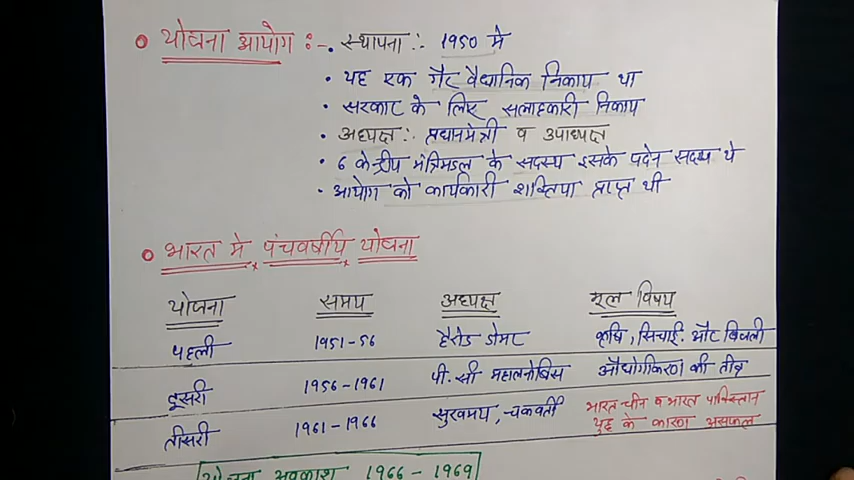 योजना आयोग :-. स्थापना :- 1950 मे
• यह एक गैर वैधानिक निकाय था
• सरकार के लिए सलाहकारी निकाय
• अध्यक्ष :- प्रधानमंत्री व उपाध्यक्ष
• 6 केन्द्रीय मंत्रिमंडल के सदस्य इसके पदेन सदस्य थे
• आयोग को कार्यकारी शक्तिया प्राप्त थी
भारत मे पंचवर्षीय योजना
योजना समय अध्यक्ष मूल विषय
पहली 1951-56 हैरोड डोमर कृषि, सिचाई. और बिजली
दूसरी 1956-1961 पी. सी महालनोबिस औद्योगीकरण की तीव्र
तीसरी 1961-1966 सुखमय, चक्रवर्ती भारत चीन व भारत पाकिस्तान
युद्ध के कारण असफल
योजना अवकाश 1966-1969